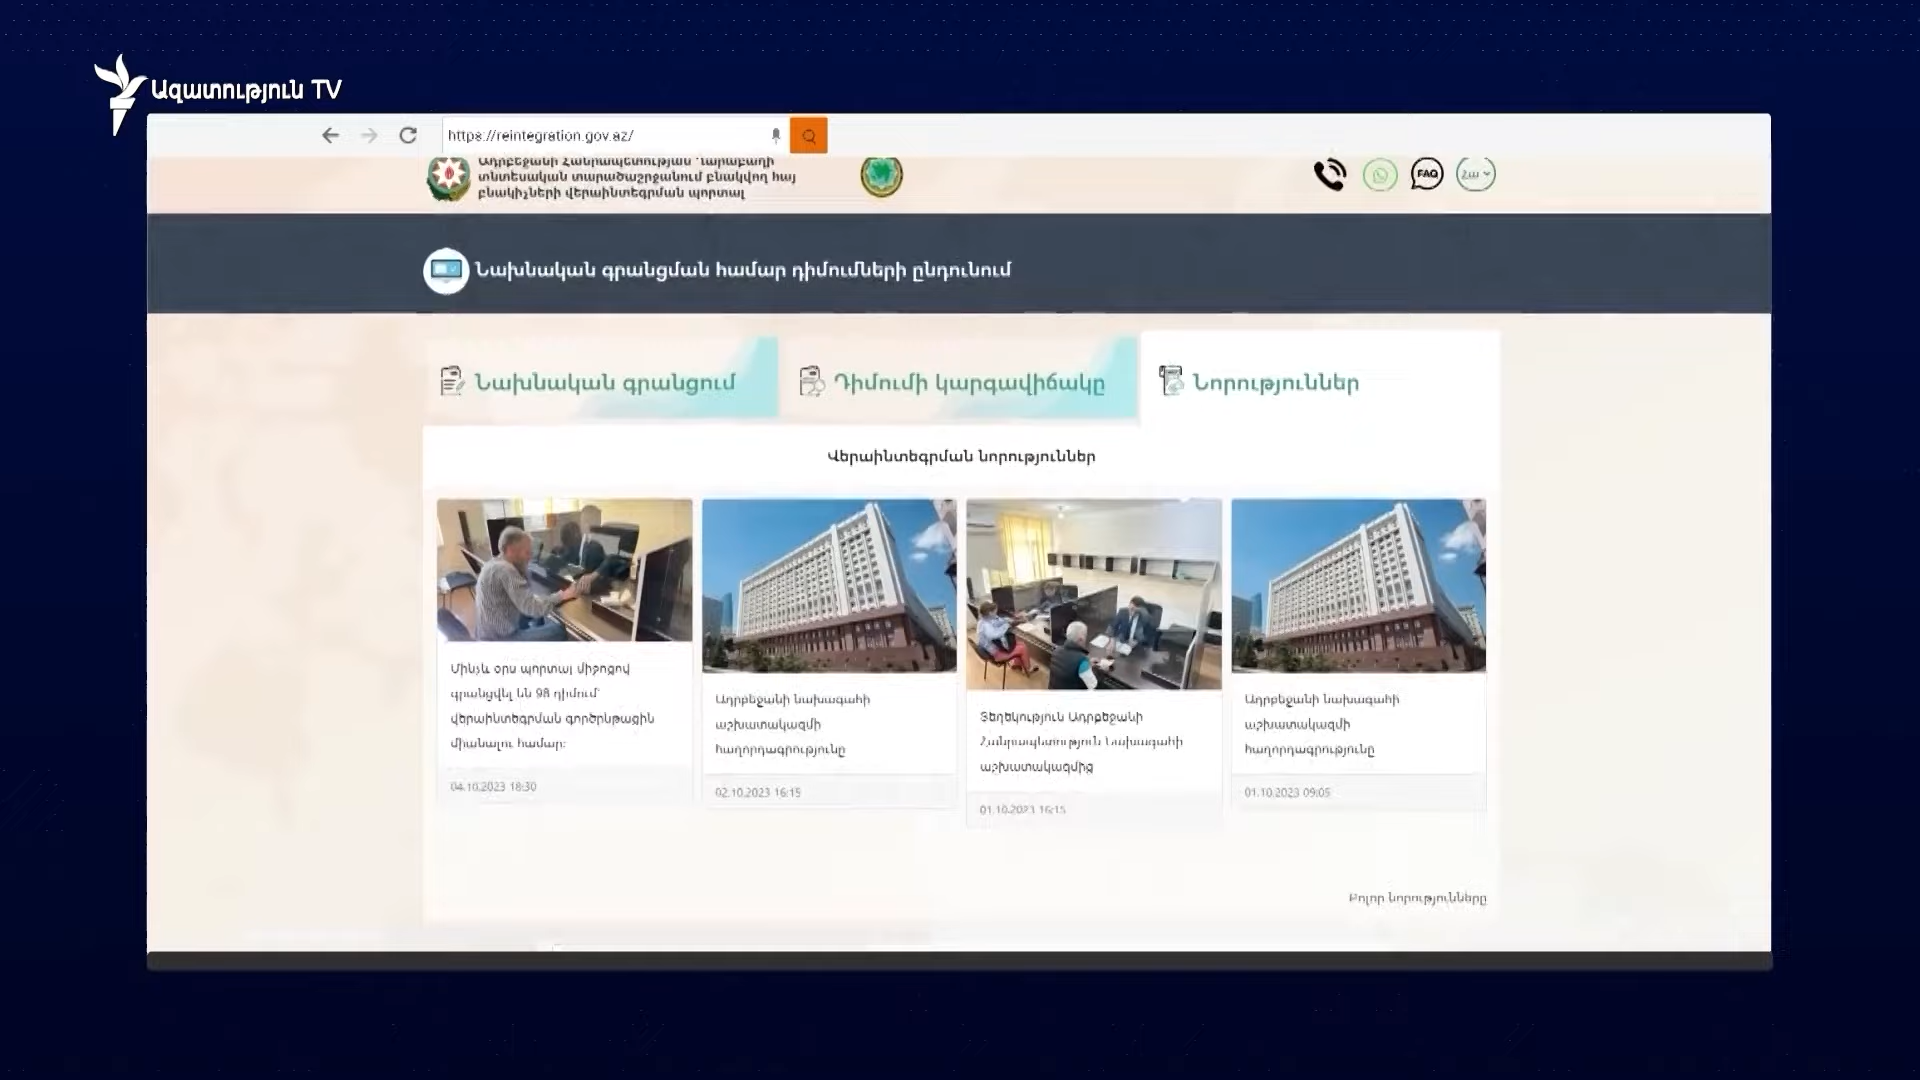 Ազատություն TV
https://reintegration.gov.az/
Ադրբեջանի Հանրապետության Ղարաբաղի
տնտեսական տարածաշրջանում բնակվող հայ
բնակիչների վերաինտեգրման պորտալ
FAQ
Հա
Նախնական գրանցման համար դիմումների ընդունում
Նախնական գրանցում
Դիմումի կարգավիճակը
Նորություններ
Վերաինտեգրման նորություններ
Մինչև օրս պորտալ միջոցով
գրանցվել են 98 դիմում՝
վերաինտեգրման գործընթացին
միանալու համար:
04.10.2023 18:30
Ադրբեջանի նախագահի
աշխատակազմի
հաղորդագրությունը
02.10.2023 16:15
Տեղեկություն Ադրբեջանի
Հանրապետություն Նախագահի
աշխատակազմից
01.10.2023 16:15
Ադրբեջանի նախագահի
աշխատակազմի
հաղորդագրությունը
01.10.2023 09:05
Բոլոր նորությունները